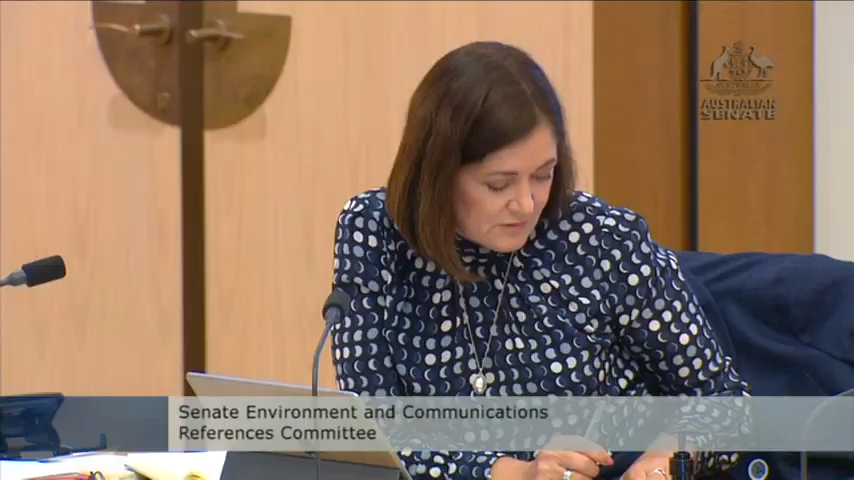 AUSTRALIAN
SENATE
Senate Environment and Communications
References Committee